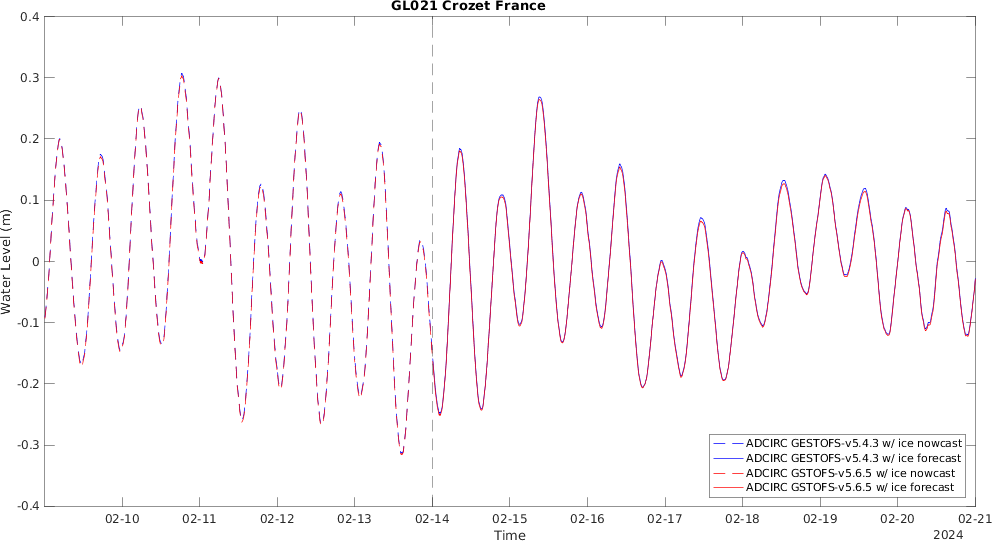 GL021 Crozet France
Water Level (m)
0.4
0.3
0.2
0.1
0
-0.1
-0.2
-0.3
-0.4
ADCIRC GESTOFS-v5.4.3 w/ ice nowcast
ADCIRC GESTOFS-v5.4.3 w/ ice forecast
ADCIRC GSTOFS-v5.6.5 w/ ice nowcast
ADCIRC GSTOFS-v5.6.5 w/ ice forecast
02-10 02-11 02-12 02-13 02-14 02-15 02-16 02-17 02-18 02-19 02-20 02-21
Time
2024